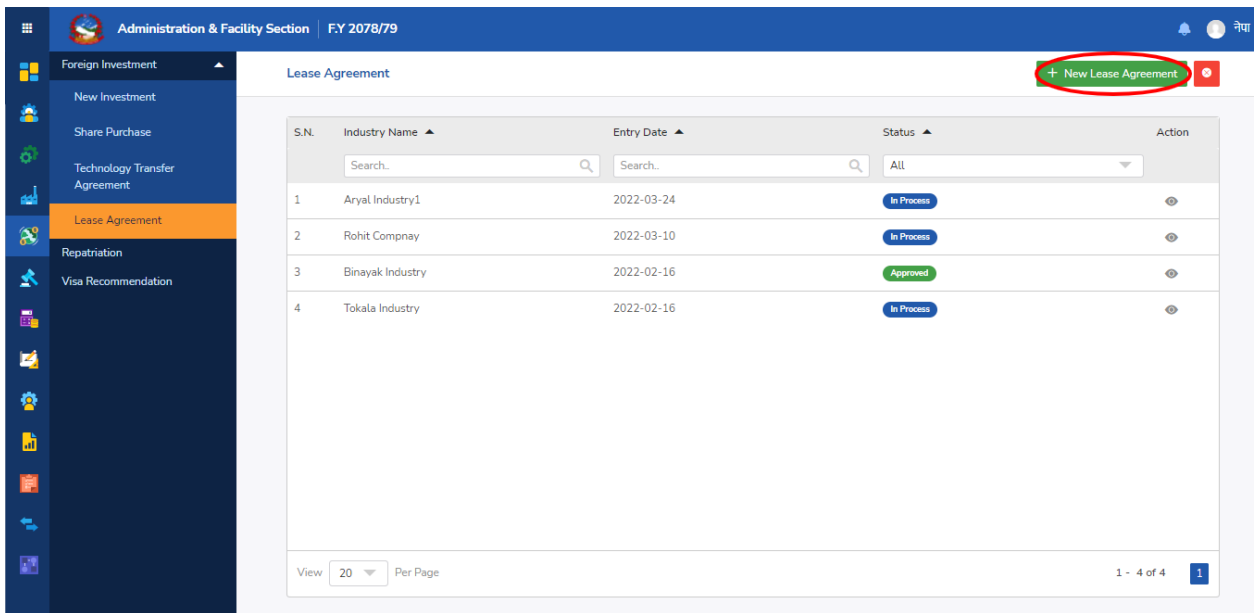 Administration & Facility Section F.Y 2078/79 नेपा
Foreign Investment
New Investment
Share Purchase
Technology Transfer
Agreement
Lease Agreement
Repatriation
Visa Recommendation
Lease Agreement
+ New Lease Agreement
S.N. Industry Name Entry Date Status Action
Search.. Search.. All
1 Aryal Industry1 2022-03-24 In Process
2 Rohit Compnay 2022-03-10 In Process
3 Binayak Industry 2022-02-16 Approved
4 Tokala Industry 2022-02-16 In Process
View 20 Per Page 1 - 4 of 4 1